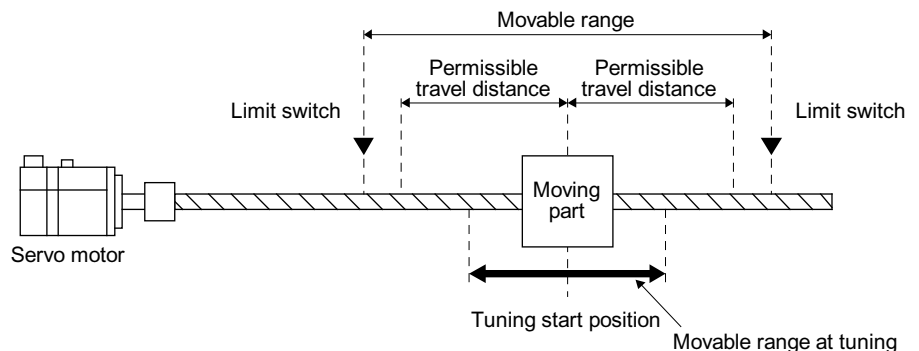 Movable range
Permissible
travel distance
Permissible
travel distance
Limit switch
Limit switch
Moving
part
Servo motor
Tuning start position
Movable range at tuning